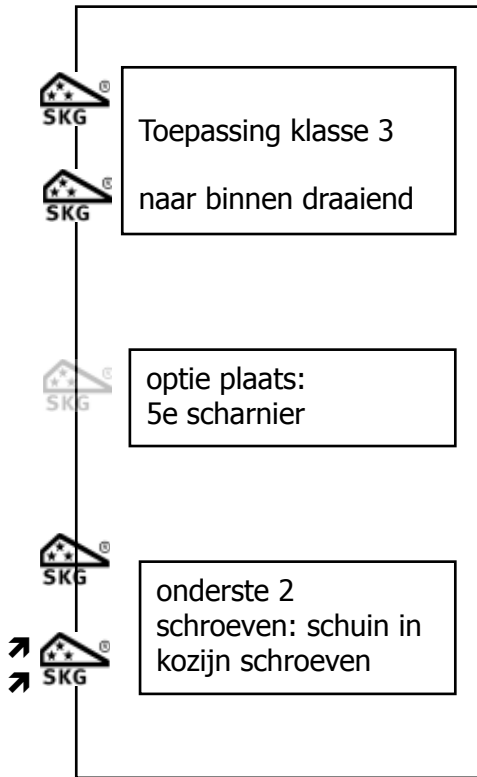 ®
SKG
Toepassing klasse 3
®
SKG
naar binnen draaiend
®
SKG
optie plaats:
5e scharnier
®
SKG
onderste 2
schroeven: schuin in
kozijn schroeven
®
SKG